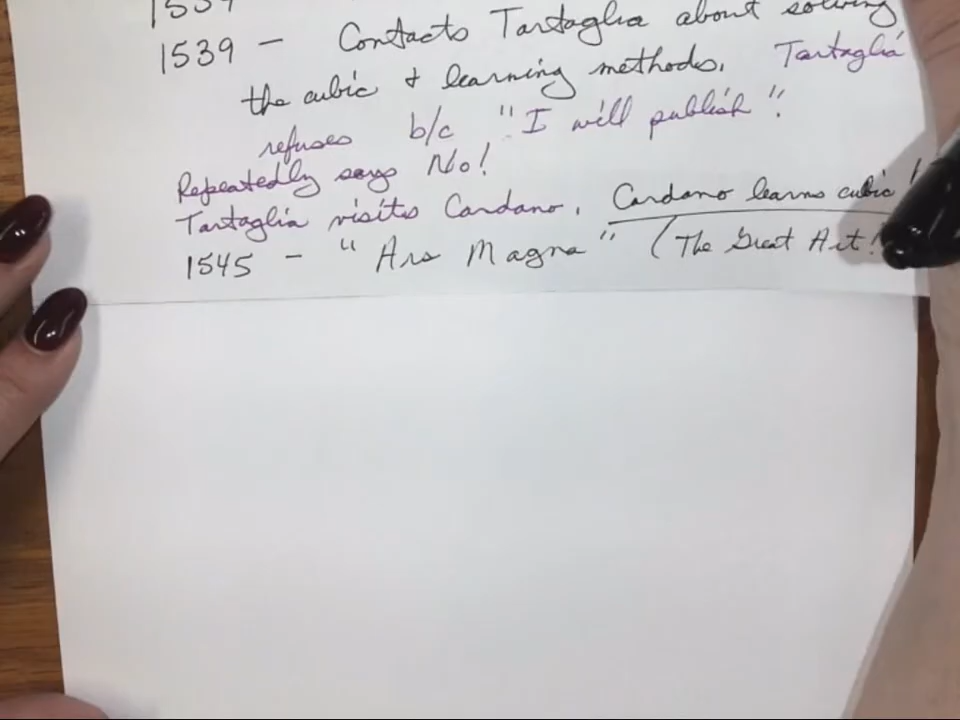 1539 - Contacts Tartaglia about solving
the cubic & learning methods. Tartaglia
refuses b/c "I will publish".
Repeatedly says No!
Tartaglia visits Cardano. Cardano learns cubic!
1545 - "Ars Magna" (The Great Art!